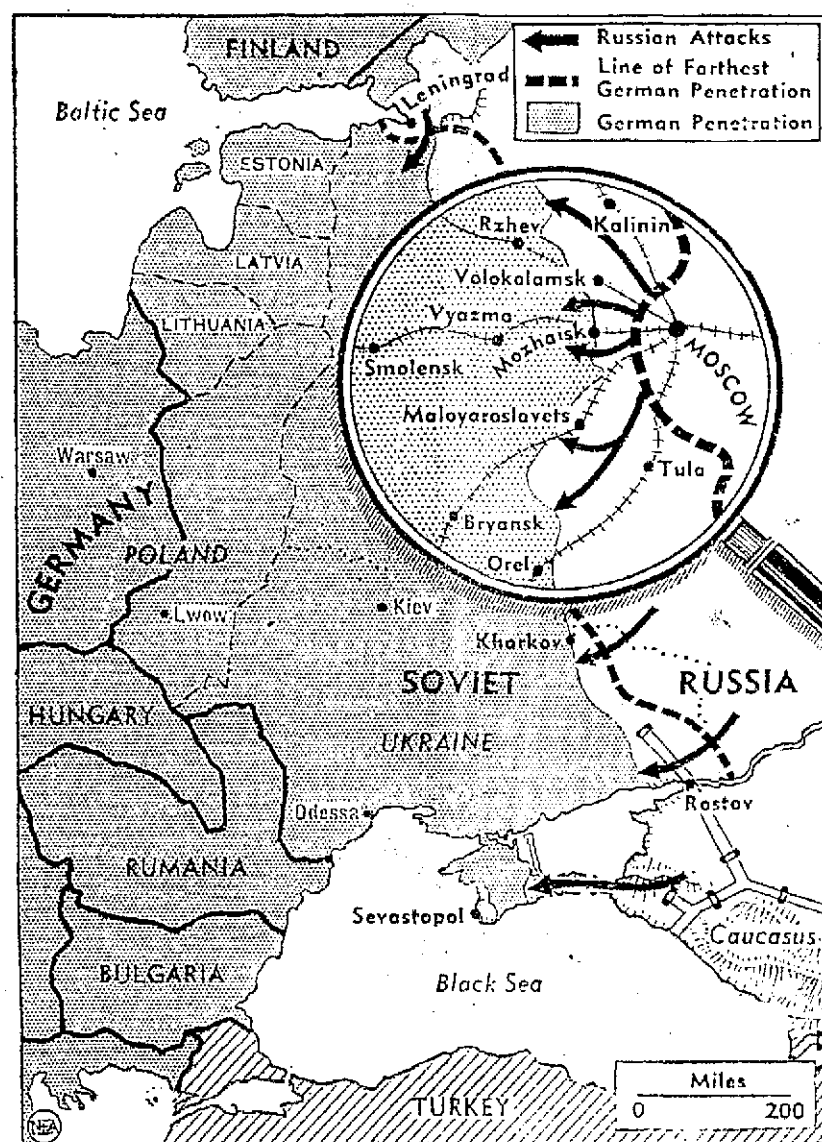 FINLAND
Russian Attacks
Line of Farthest
German Penetration
German Penetration
Baltic Sea
Leningrad
ESTONIA
LATVIA
LITHUANIA
Rzhev
Kalinin
Volokalamsk
Vyazma
Mozhaisk
MOSCOW
Smolensk
Maloyaroslavets
Tula
Bryansk
Orel
Warsaw
GERMANY
POLAND
Lwow
Kiev
Kharkov
SOVIET RUSSIA
HUNGARY
UKRAINE
Odessa
Rostov
RUMANIA
Sevastopol
Caucasus
BULGARIA
Black Sea
Miles
0 200
TURKEY
NEA